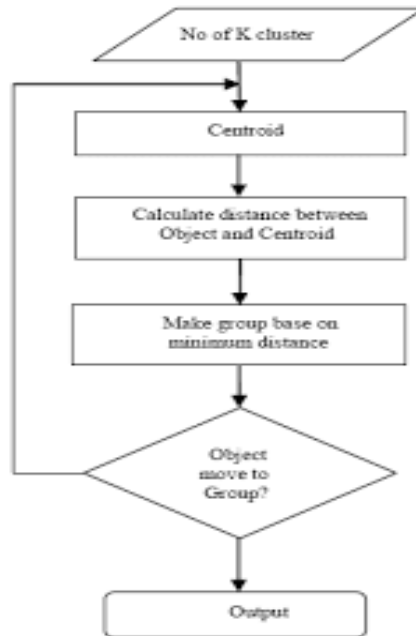 No of K cluster
Centroid
Calculate distance between
Object and Centroid
Make group base on
minimum distance
Object
move to
Group?
Output